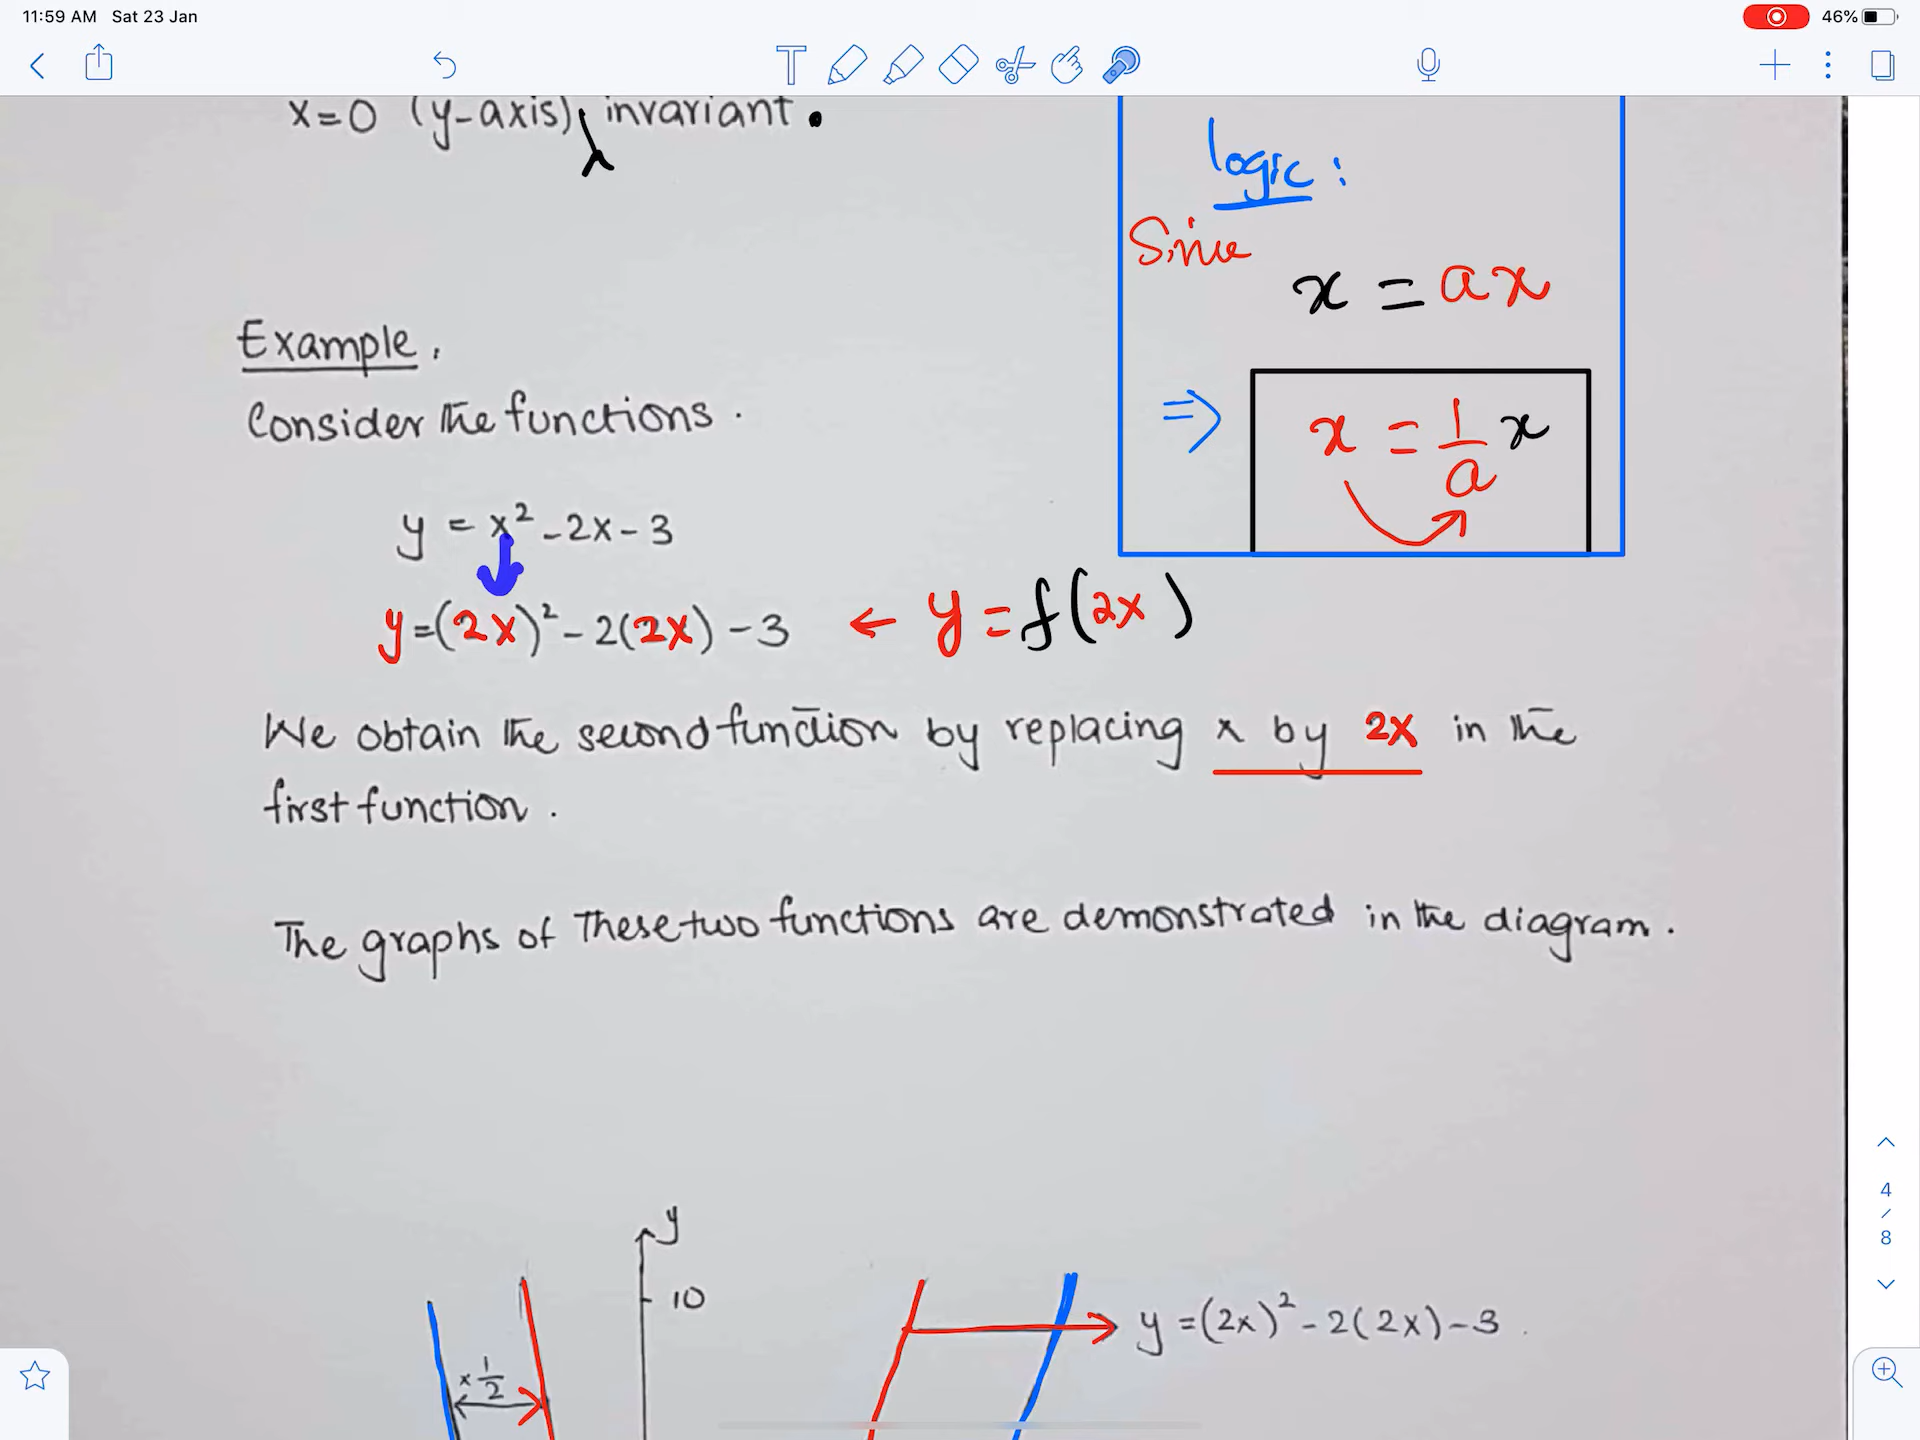 11:59 AM Sat 23 Jan
46%
T
x=0 (y-axis) invariant.
logic:
Since
x = ax
⇒ x = 1/a x
Example.
Consider the functions.
y = x² - 2x - 3
y = (2x)² - 2(2x) - 3 ← y = f(2x)
We obtain the second function by replacing x by 2x in the
first function.
The graphs of these two functions are demonstrated in the diagram.
y
10
y = (2x)² - 2(2x) - 3.
x 1/2
4
/
8